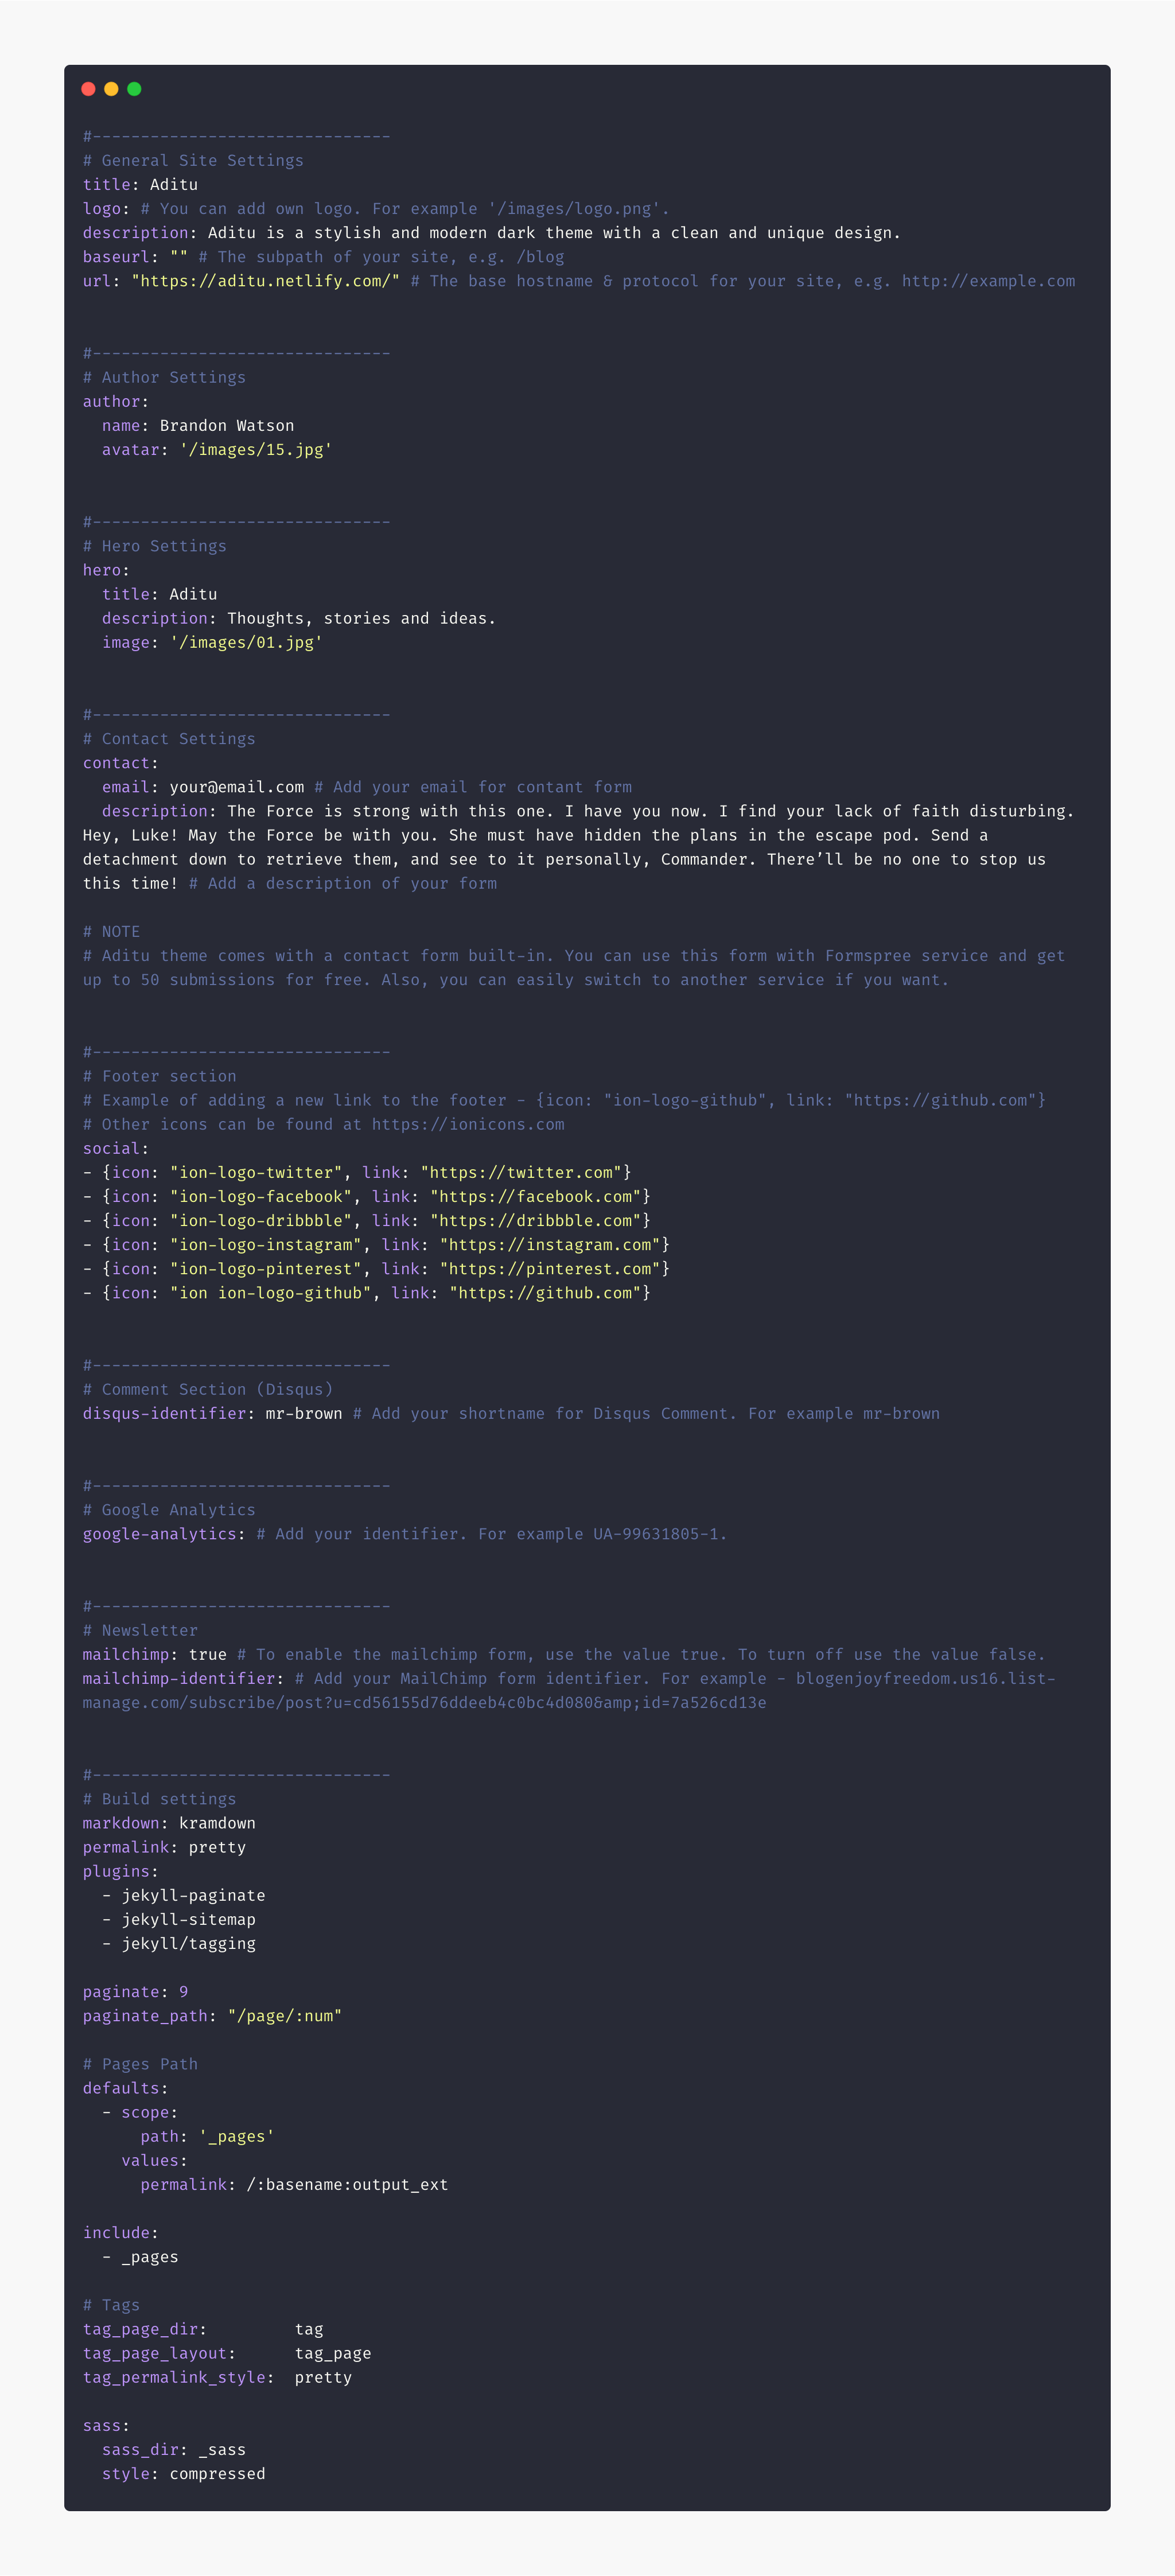 #-------------------------------
# General Site Settings
title: Aditu
logo: # You can add own logo. For example '/images/logo.png'.
description: Aditu is a stylish and modern dark theme with a clean and unique design.
baseurl: "" # The subpath of your site, e.g. /blog
url: "https://aditu.netlify.com/" # The base hostname & protocol for your site, e.g. http://example.com
#-------------------------------
# Author Settings
author:
  name: Brandon Watson
  avatar: '/images/15.jpg'
#-------------------------------
# Hero Settings
hero:
  title: Aditu
  description: Thoughts, stories and ideas.
  image: '/images/01.jpg'
#-------------------------------
# Contact Settings
contact:
  email: your@email.com # Add your email for contant form
  description: The Force is strong with this one. I have you now. I find your lack of faith disturbing.
Hey, Luke! May the Force be with you. She must have hidden the plans in the escape pod. Send a
detachment down to retrieve them, and see to it personally, Commander. There’ll be no one to stop us
this time! # Add a description of your form
# NOTE
# Aditu theme comes with a contact form built-in. You can use this form with Formspree service and get
up to 50 submissions for free. Also, you can easily switch to another service if you want.
#-------------------------------
# Footer section
# Example of adding a new link to the footer - {icon: "ion-logo-github", link: "https://github.com"}
# Other icons can be found at https://ionicons.com
social:
- {icon: "ion-logo-twitter", link: "https://twitter.com"}
- {icon: "ion-logo-facebook", link: "https://facebook.com"}
- {icon: "ion-logo-dribbble", link: "https://dribbble.com"}
- {icon: "ion-logo-instagram", link: "https://instagram.com"}
- {icon: "ion-logo-pinterest", link: "https://pinterest.com"}
- {icon: "ion ion-logo-github", link: "https://github.com"}
#-------------------------------
# Comment Section (Disqus)
disqus-identifier: mr-brown # Add your shortname for Disqus Comment. For example mr-brown
#-------------------------------
# Google Analytics
google-analytics: # Add your identifier. For example UA-99631805-1.
#-------------------------------
# Newsletter
mailchimp: true # To enable the mailchimp form, use the value true. To turn off use the value false.
mailchimp-identifier: # Add your MailChimp form identifier. For example - blogenjoyfreedom.us16.list-
manage.com/subscribe/post?u=cd56155d76ddeeb4c0bc4d080&amp;id=7a526cd13e
#-------------------------------
# Build settings
markdown: kramdown
permalink: pretty
plugins:
  - jekyll-paginate
  - jekyll-sitemap
  - jekyll/tagging
paginate: 9
paginate_path: "/page/:num"
# Pages Path
defaults:
  - scope:
      path: '_pages'
    values:
      permalink: /:basename:output_ext
include:
  - _pages
# Tags
tag_page_dir:         tag
tag_page_layout:      tag_page
tag_permalink_style:  pretty
sass:
  sass_dir: _sass
  style: compressed